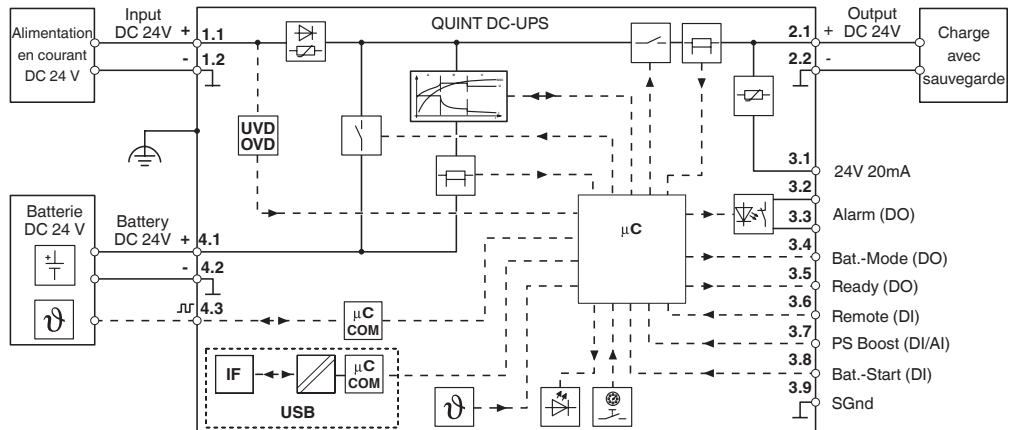 QUINT DC-UPS
Alimentation
en courant
DC 24 V
Input
DC 24V
+
1.1
-
1.2
2.1
+
Output
DC 24V
2.2
-
Charge
avec
sauvegarde
UVD
OVD
3.1
24V 20mA
3.2
3.3
Alarm (DO)
3.4
Bat.-Mode (DO)
3.5
Ready (DO)
3.6
Remote (DI)
3.7
PS Boost (DI/AI)
3.8
Bat.-Start (DI)
3.9
SGnd
µC
Batterie
DC 24 V
+
ϑ
Battery
DC 24V
+
4.1
-
4.2
4.3
µC
COM
IF
µC
COM
USB
ϑ